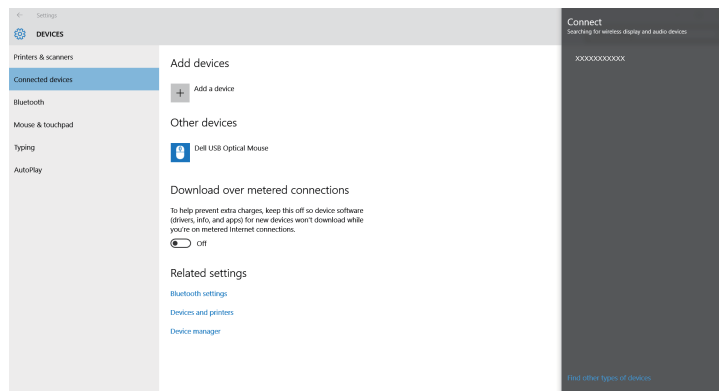 Settings
DEVICES
Printers & scanners
Connected devices
Bluetooth
Mouse & touchpad
Typing
AutoPlay
Add devices
Add a device
Other devices
Dell USB Optical Mouse
Download over metered connections
To help prevent extra charges, keep this off so device software
(drivers, info, and apps) for new devices won't download while
you're on metered Internet connections.
Off
Related settings
Bluetooth settings
Devices and printers
Device manager
Connect
Searching for wireless display and audio devices
XXXXXXXXXXX
Find other types of devices